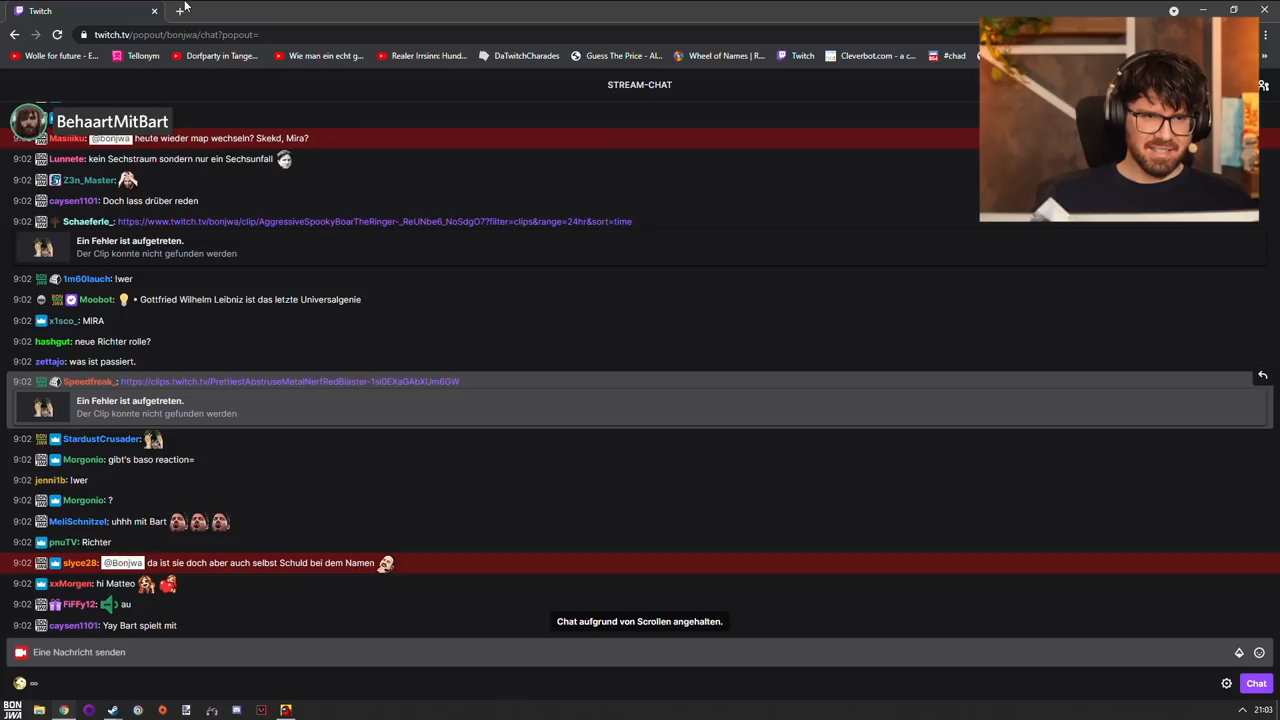 Twitch
twitch.tv/popout/bonjwa/chat?popout=
Wolle for future - E...
Tellonym
Dorfparty in Tange...
Wie man ein echt g...
Realer Irrsinn: Hund...
DaTwitchCharades
Guess The Price - Al...
Wheel of Names | R...
Twitch
Cleverbot.com - a c...
#chad
STREAM-CHAT
BehaartMitBart
9:02 Masiiiku: @bonjwa heute wieder map wechseln? Skekd, Mira?
9:02 Lunnete: kein Sechstraum sondern nur ein Sechsunfall
9:02 Z3n_Master:
9:02 caysen1101: Doch lass drüber reden
9:02 Schaeferle_: https://www.twitch.tv/bonjwa/clip/AggressiveSpookyBoarTheRinger-_ReUNbe6_NoSdgO7?filter=clips&range=24hr&sort=time
Ein Fehler ist aufgetreten.
Der Clip konnte nicht gefunden werden
9:02 1m60lauch: !wer
9:02 Moobot: • Gottfried Wilhelm Leibniz ist das letzte Universalgenie
9:02 x1sco_: MIRA
9:02 hashgut: neue Richter rolle?
9:02 zettajo: was ist passiert.
9:02 Speedfreak_: https://clips.twitch.tv/PrettiestAbstruseMetalNerfRedBlaster-1si0EXaGAbXUm6GW
Ein Fehler ist aufgetreten.
Der Clip konnte nicht gefunden werden
9:02 StardustCrusader:
9:02 Morgonio: gibt's baso reaction=
9:02 jenni1b: !wer
9:02 Morgonio: ?
9:02 MeliSchnitzel: uhhh mit Bart
9:02 pnuTV: Richter
9:02 slyce28: @Bonjwa da ist sie doch aber auch selbst Schuld bei dem Namen
9:02 xxMorgen: hi Matteo
9:02 FiFFy12: au
9:02 caysen1101: Yay Bart spielt mit
Chat aufgrund von Scrollen angehalten.
Eine Nachricht senden
∞
Chat
BON
JWA
21:03